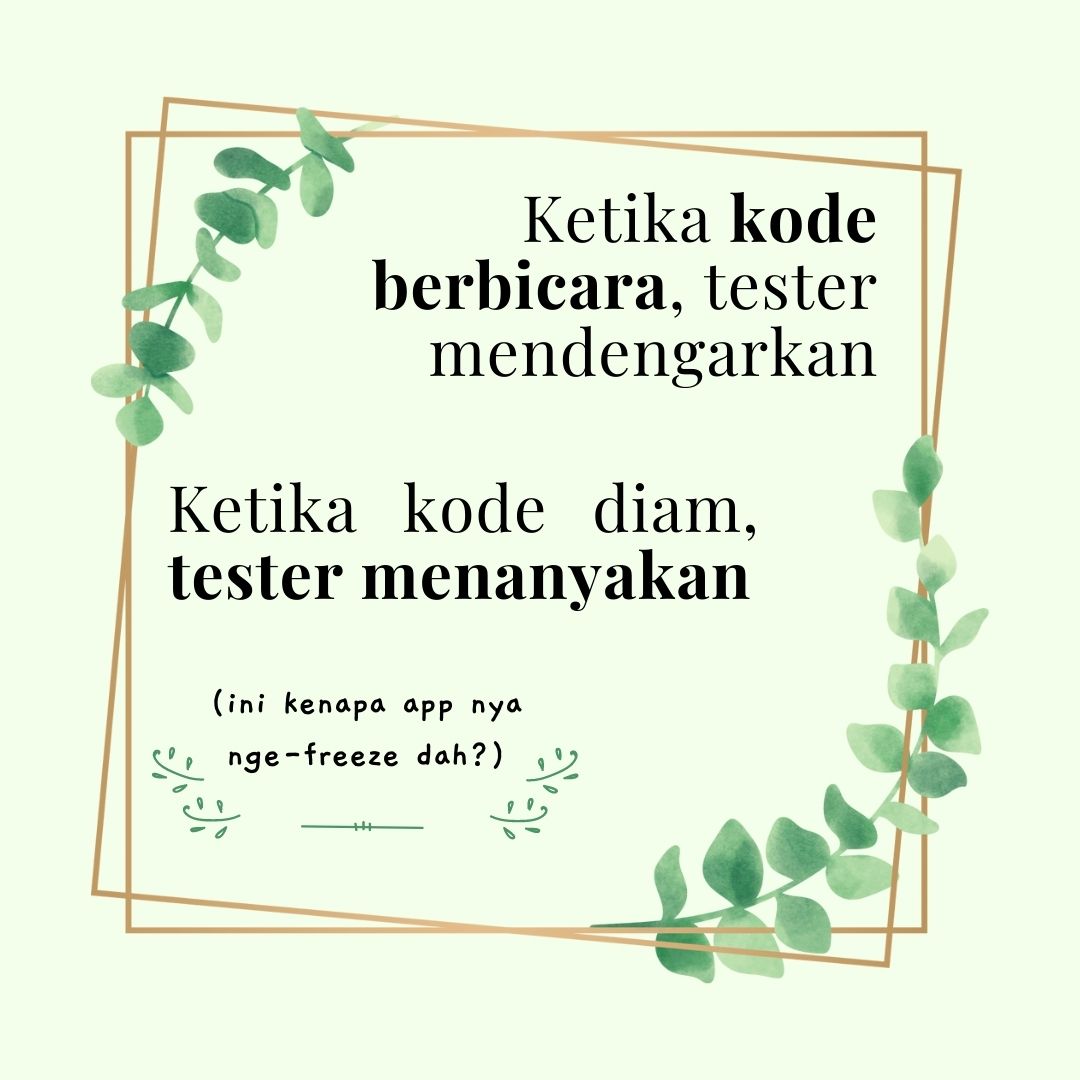 Ketika kode
berbicara, tester
mendengarkan
Ketika kode diam,
tester menanyakan
(ini kenapa app nya
nge-freeze dah?)